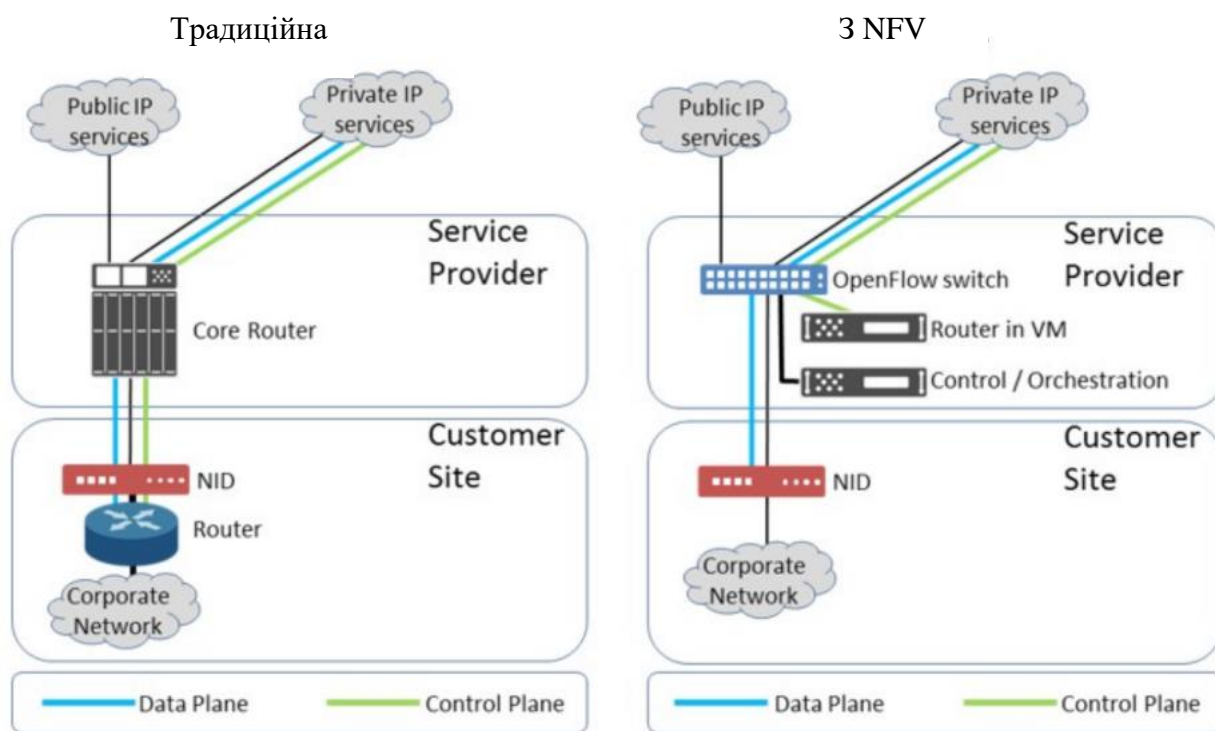 Традиційна
Public IP
services
Private IP
services
Service
Provider
Core Router
Customer
Site
NID
Router
Corporate
Network
Data Plane
Control Plane
З NFV
Public IP
services
Private IP
services
Service
Provider
OpenFlow switch
Router in VM
Control / Orchestration
Customer
Site
NID
Corporate
Network
Data Plane
Control Plane